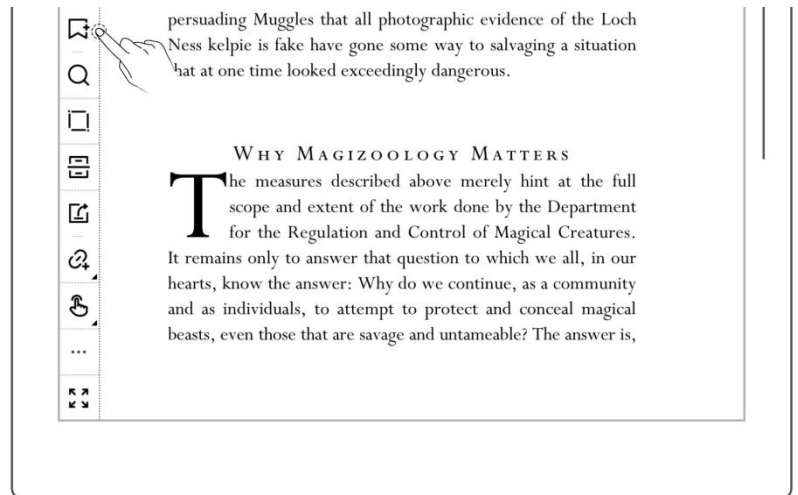 persuading Muggles that all photographic evidence of the Loch
Ness kelpie is fake have gone some way to salvaging a situation
hat at one time looked exceedingly dangerous.
WHY MAGIZOOLOGY MATTERS
The measures described above merely hint at the full
scope and extent of the work done by the Department
for the Regulation and Control of Magical Creatures.
It remains only to answer that question to which we all, in our
hearts, know the answer: Why do we continue, as a community
and as individuals, to attempt to protect and conceal magical
beasts, even those that are savage and untameable? The answer is,